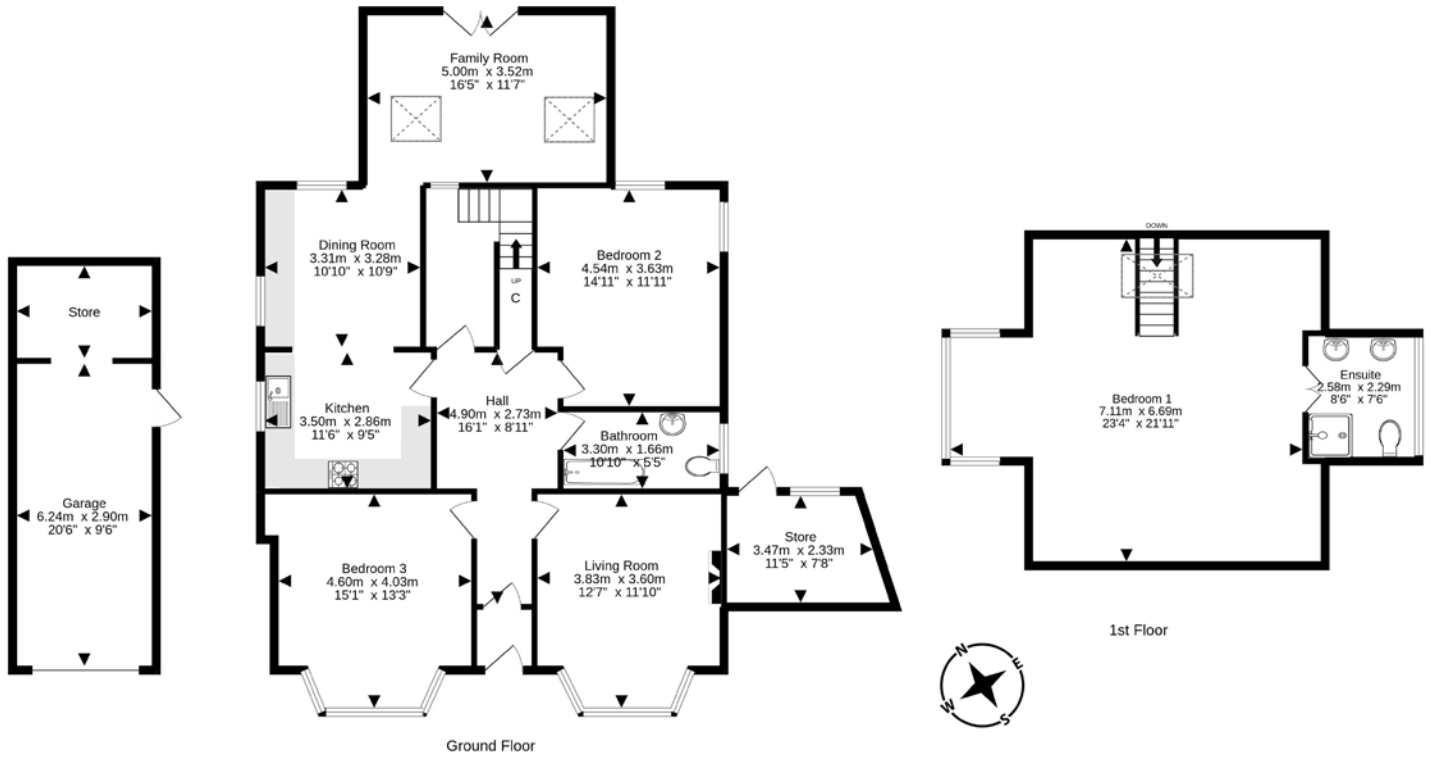 Family Room
5.00m x 3.52m
16'5" x 11'7"
Dining Room
3.31m x 3.28m
10'10" x 10'9"
Bedroom 2
4.54m x 3.63m
14'11" x 11'11"
UP
C
Store
Kitchen
3.50m x 2.86m
11'6" x 9'5"
Hall
4.90m x 2.73m
16'1" x 8'11"
Bathroom
3.30m x 1.66m
10'10" x 5'5"
Garage
6.24m x 2.90m
20'6" x 9'6"
Bedroom 3
4.60m x 4.03m
15'1" x 13'3"
Living Room
3.83m x 3.60m
12'7" x 11'10"
Store
3.47m x 2.33m
11'5" x 7'8"
Ground Floor
DOWN
Ensuite
2.58m x 2.29m
8'6" x 7'6"
Bedroom 1
7.11m x 6.69m
23'4" x 21'11"
1st Floor
N
E
W
S